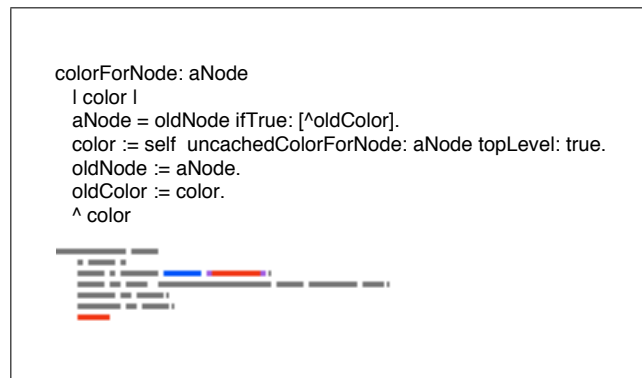 colorForNode: aNode
| color |
aNode = oldNode ifTrue: [^oldColor].
color := self  uncachedColorForNode: aNode topLevel: true.
oldNode := aNode.
oldColor := color.
^ color